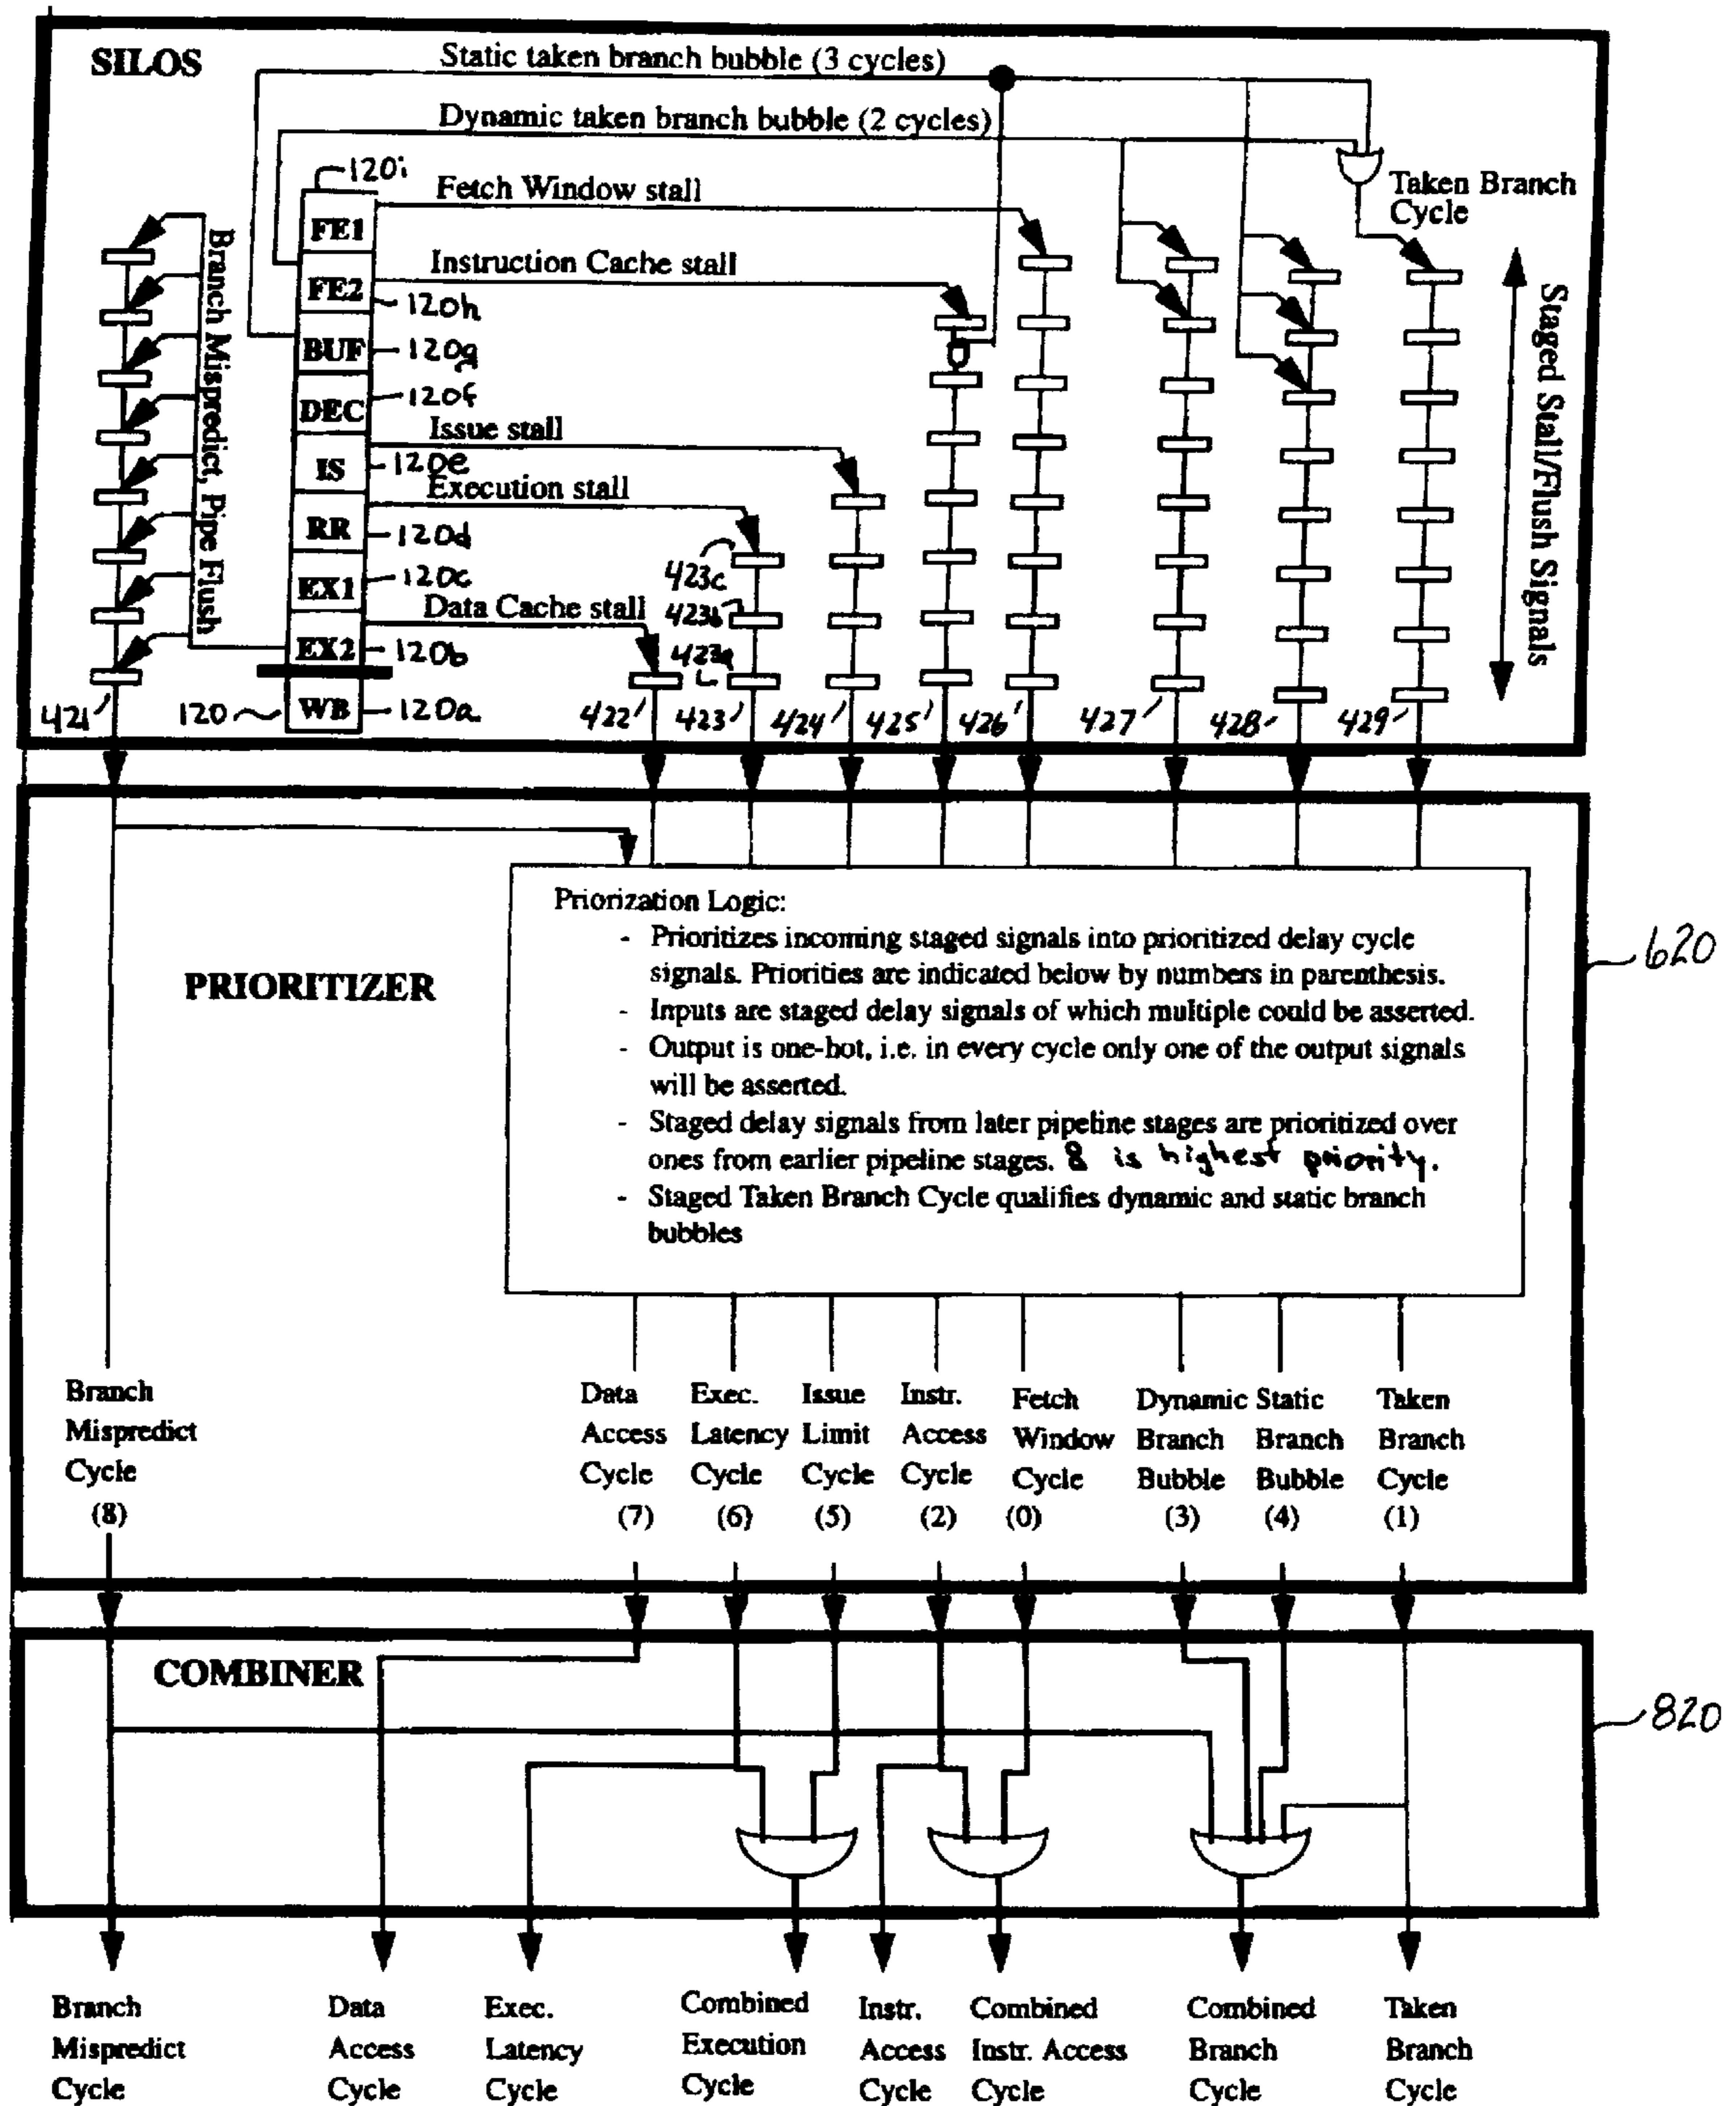 SILOS
Static taken branch bubble (3 cycles)
Dynamic taken branch bubble (2 cycles)
120i
Fetch Window stall
Taken Branch
Cycle
FE1
Instruction Cache stall
FE2
120h
BUF
120g
120f
DEC
Issue stall
IS
120e
Execution stall
RR
120d
423c
EX1
120c
Data Cache stall
423b
EX2
120b
423a
Branch Mispredict, Pipe Flush
Staged Stall/Flush Signals
421
120
WB
120a
422
423
424
425
426
427
428
429
Priorization Logic:
- Prioritizes incoming staged signals into prioritized delay cycle
signals. Priorities are indicated below by numbers in parenthesis.
- Inputs are staged delay signals of which multiple could be asserted.
- Output is one-hot, i.e. in every cycle only one of the output signals
will be asserted.
- Staged delay signals from later pipeline stages are prioritized over
ones from earlier pipeline stages. 8 is highest priority.
- Staged Taken Branch Cycle qualifies dynamic and static branch
bubbles
PRIORITIZER
620
Branch
Mispredict
Cycle
(8)
Data
Access
Cycle
(7)
Exec.
Latency
Cycle
(6)
Issue
Limit
Cycle
(5)
Instr.
Access
Cycle
(2)
Fetch
Window
Cycle
(0)
Dynamic
Branch
Bubble
(3)
Static
Branch
Bubble
(4)
Taken
Branch
Cycle
(1)
COMBINER
820
Branch
Mispredict
Cycle
Data
Access
Cycle
Exec.
Latency
Cycle
Combined
Execution
Cycle
Instr.
Access
Cycle
Combined
Instr. Access
Cycle
Combined
Branch
Cycle
Taken
Branch
Cycle